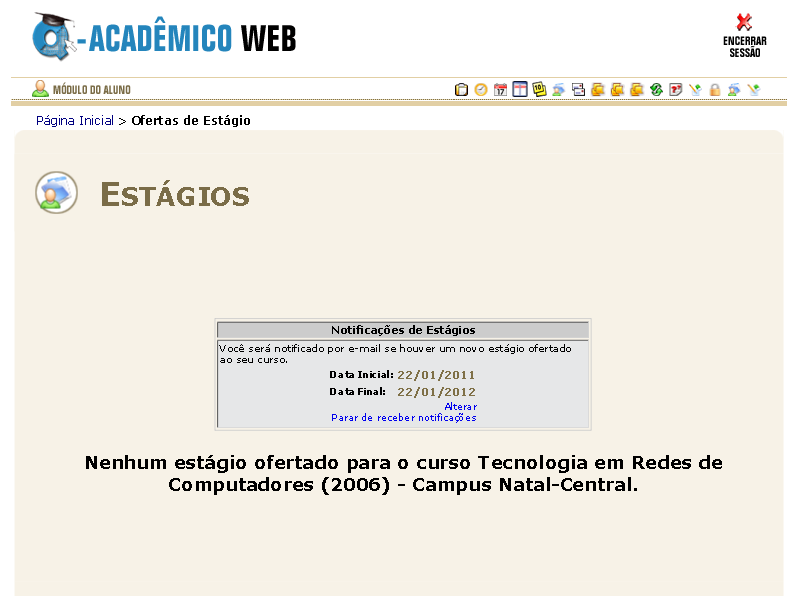 Q-ACADÊMICO WEB
ENCERRAR
SESSÃO
MÓDULO DO ALUNO
Página Inicial > Ofertas de Estágio
ESTÁGIOS
Notificações de Estágios
Você será notificado por e-mail se houver um novo estágio ofertado
ao seu curso.
Data Inicial: 22/01/2011
Data Final: 22/01/2012
Alterar
Parar de receber notificações
Nenhum estágio ofertado para o curso Tecnologia em Redes de
Computadores (2006) - Campus Natal-Central.